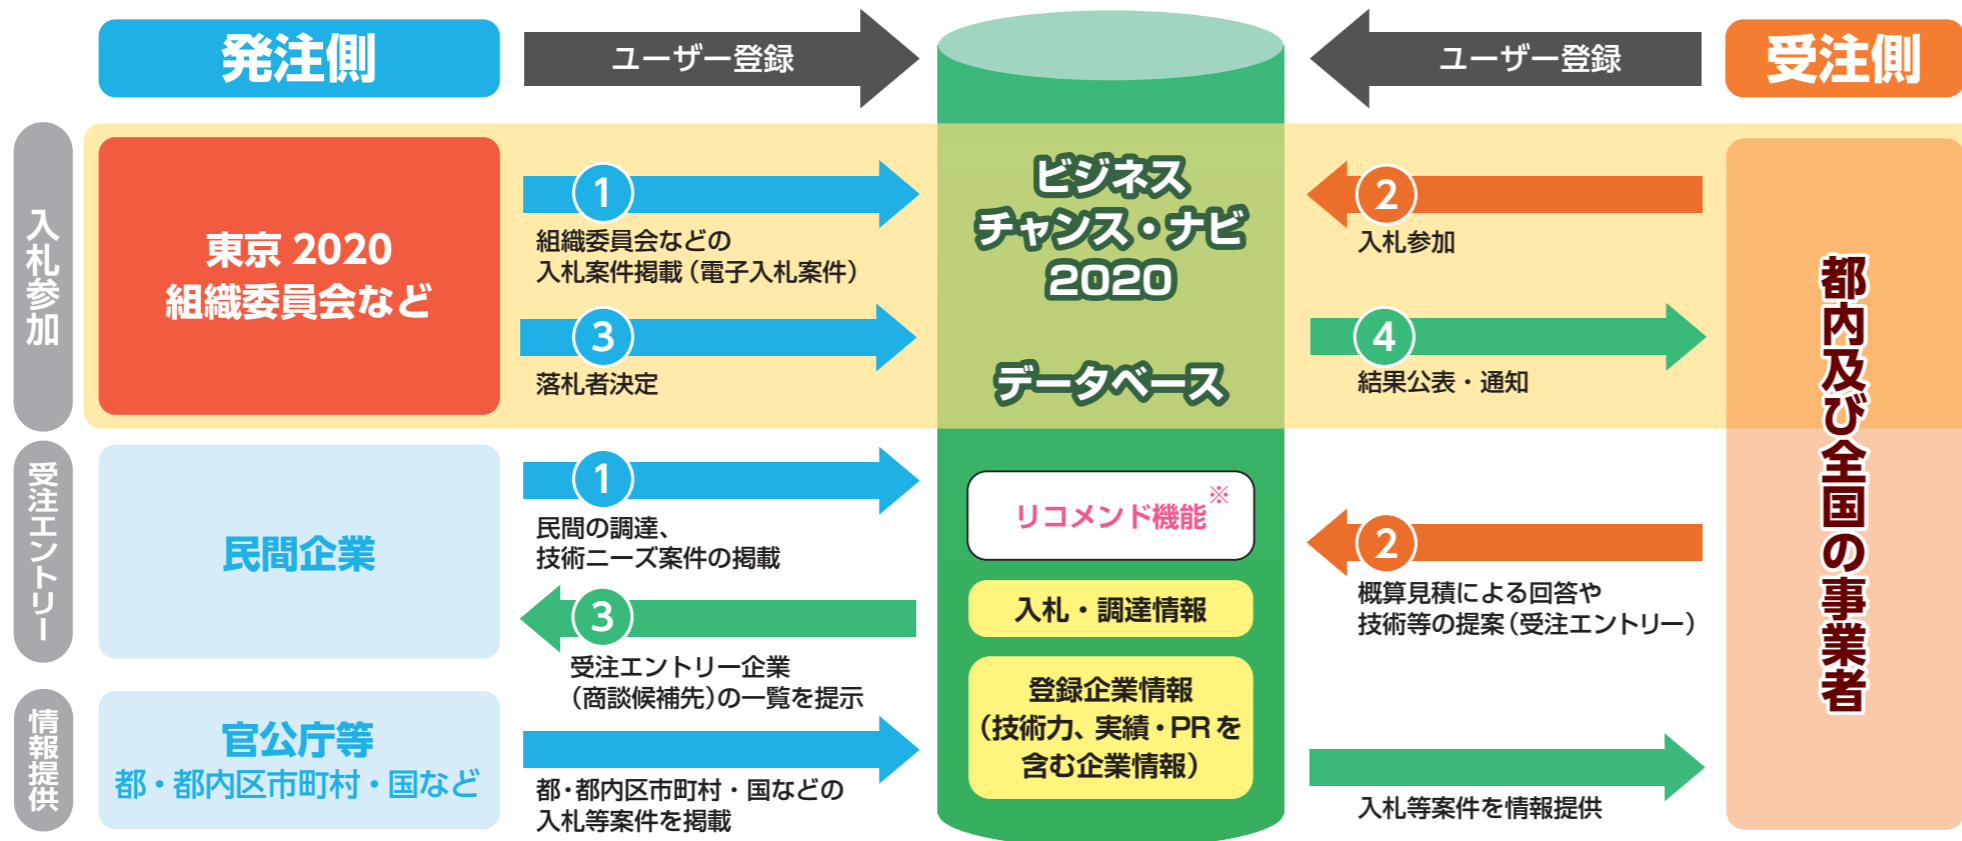 発注側
ユーザー登録
ユーザー登録
受注側
入札参加
東京 2020
組織委員会など
1
組織委員会などの
入札案件掲載（電子入札案件）
3
落札者決定
ビジネス
チャンス・ナビ
2020
データベース
2
入札参加
4
結果公表・通知
都内及び全国の事業者
受注エントリー
民間企業
1
民間の調達、
技術ニーズ案件の掲載
3
受注エントリー企業
（商談候補先）の一覧を提示
リコメンド機能※
入札・調達情報
登録企業情報
（技術力、実績・PR を
含む企業情報）
2
概算見積による回答や
技術等の提案（受注エントリー）
情報提供
官公庁等
都・都内区市町村・国など
都・都内区市町村・国などの
入札等案件を掲載
入札等案件を情報提供